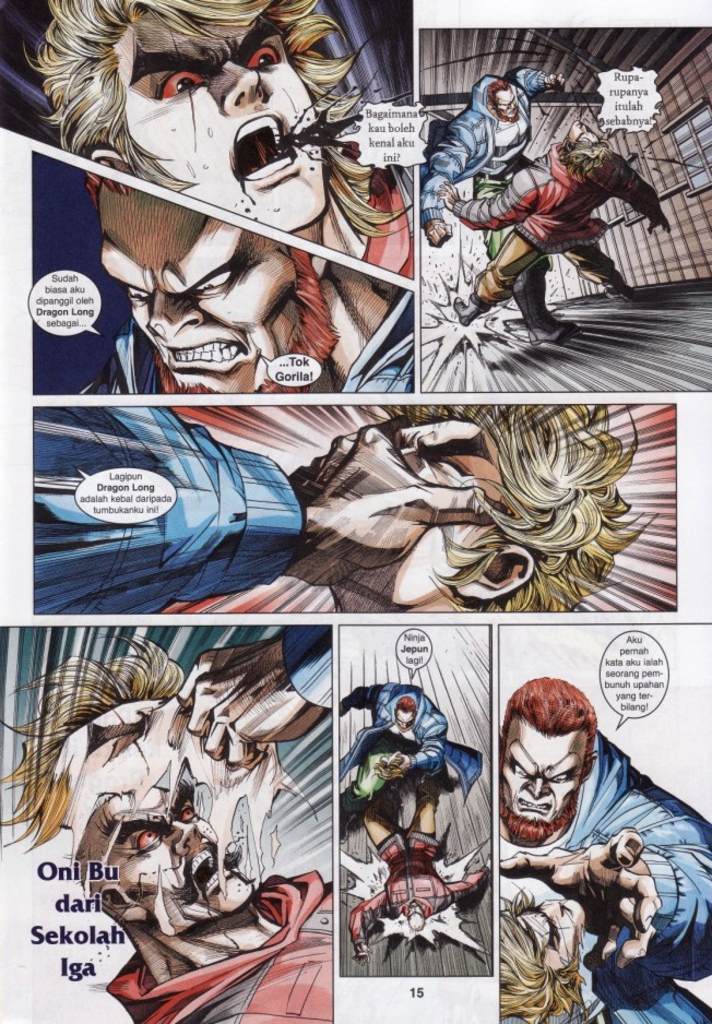 Bagaimana
kau boleh
kenal aku
ini?
Rupa-
rupanya
itulah
sebabnya!
Sudah
biasa aku
dipanggil oleh
Dragon Long
sebagai...
...Tok
Gorila!
Lagipun
Dragon Long
adalah kebal daripada
tumbukanku ini!
Oni Bu
dari
Sekolah
Iga
Ninja
Jepun
lagi!
Aku
pernah
kata aku ialah
seorang pem-
bunuh upahan
yang ter-
bilang!
15